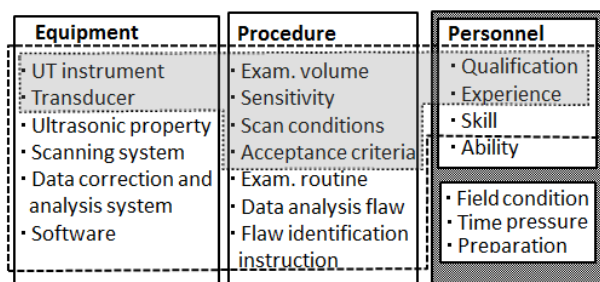 Equipment
・UT instrument
・Transducer
・Ultrasonic property
・Scanning system
・Data correction and
analysis system
・Software
Procedure
・Exam. volume
・Sensitivity
・Scan conditions
・Acceptance criteria
・Exam. routine
・Data analysis flaw
・Flaw identification
instruction
Personnel
・Qualification
・Experience
・Skill
・Ability
・Field condition
・Time pressure
・Preparation